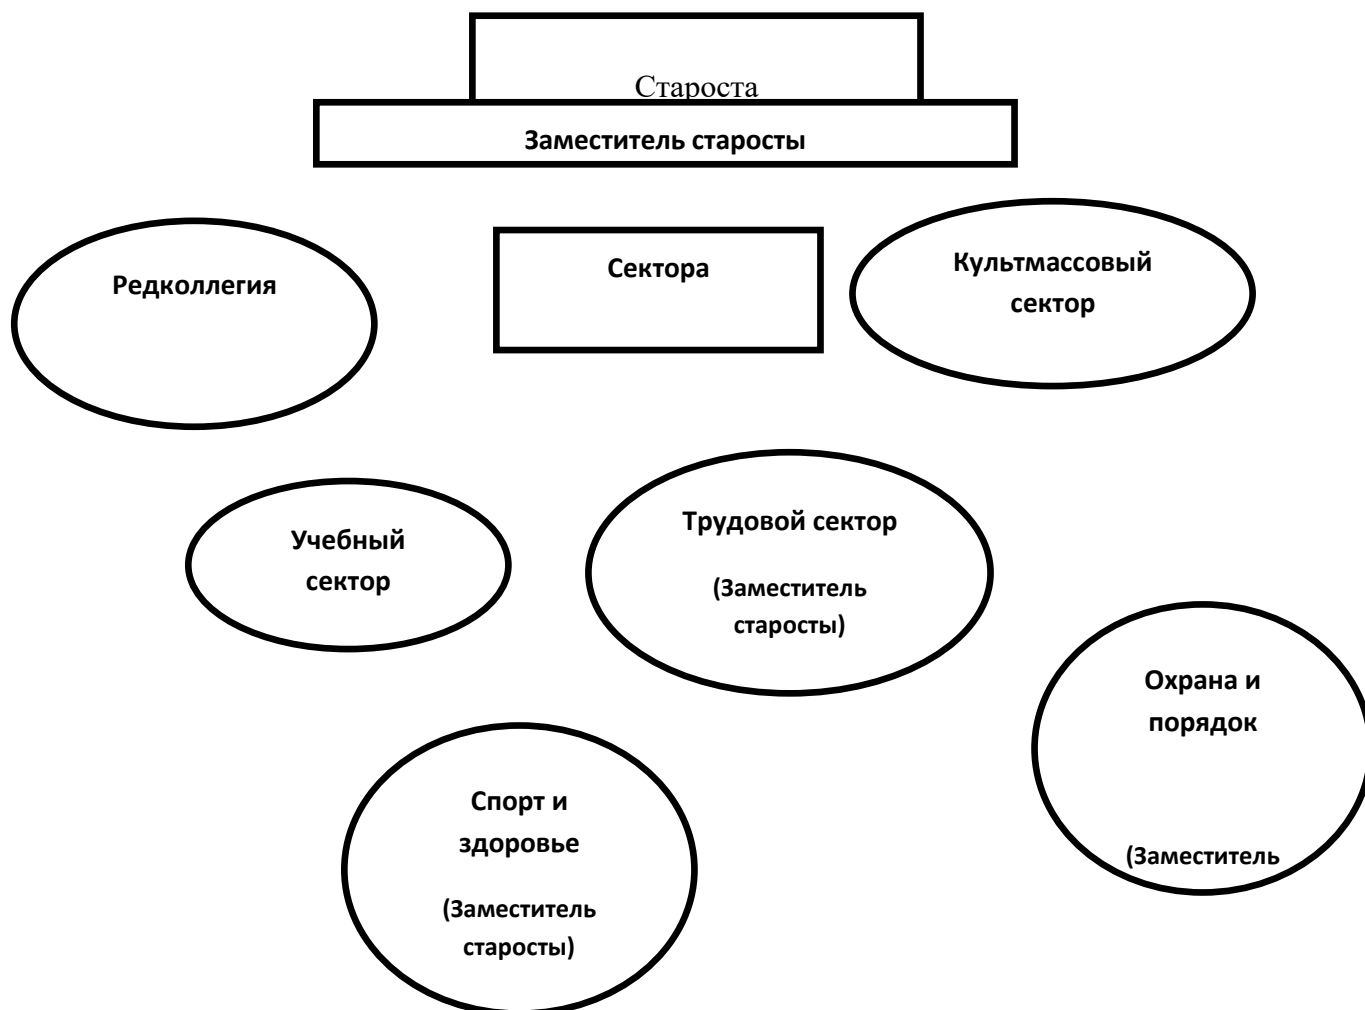 Староста
Заместитель старосты
Редколлегия
Сектора
Культмассовый
сектор
Учебный
сектор
Трудовой сектор
(Заместитель
старосты)
Охрана и
порядок
(Заместитель
Спорт и
здоровье
(Заместитель
старосты)